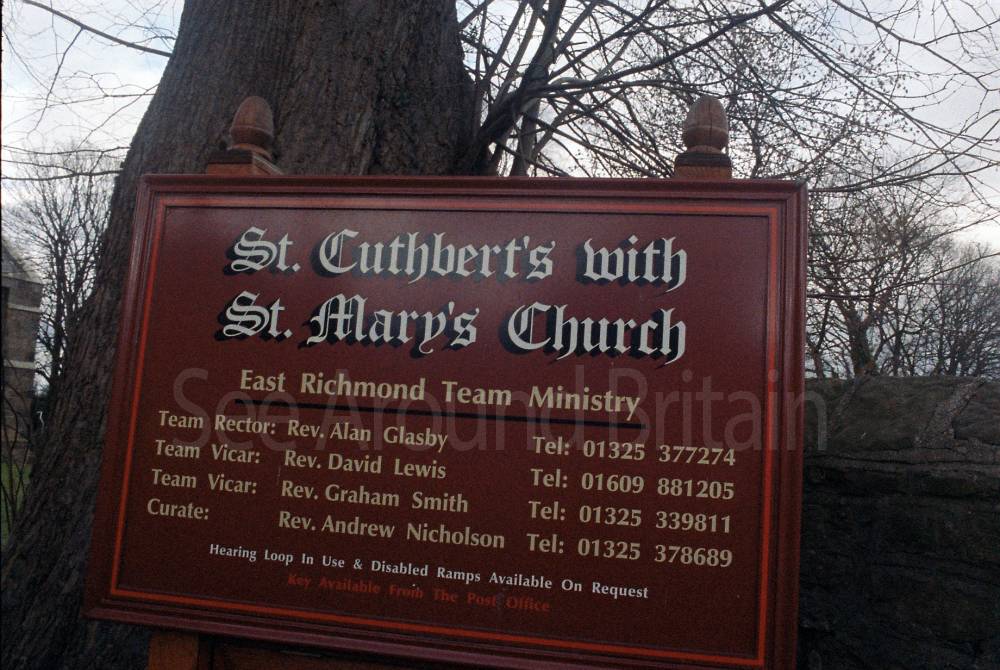 St. Cuthbert's with
St. Mary's Church
East Richmond Team Ministry
See Around Britain
Team Rector: Rev. Alan Glasby Tel: 01325 377274
Team Vicar: Rev. David Lewis Tel: 01609 881205
Team Vicar: Rev. Graham Smith Tel: 01325 339811
Curate: Rev. Andrew Nicholson Tel: 01325 378689
Hearing Loop In Use & Disabled Ramps Available On Request
Key Available From The Post Office